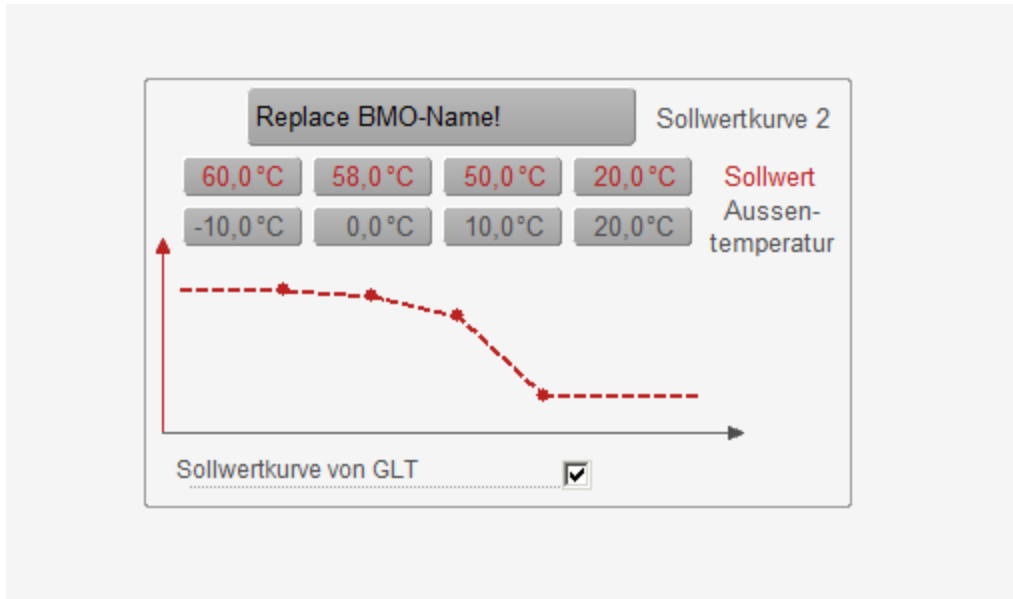 Replace BMO-Name! Sollwertkurve 2
60,0°C 58,0°C 50,0°C 20,0°C Sollwert
-10,0°C 0,0°C 10,0°C 20,0°C Aussen-
temperatur
Sollwertkurve von GLT